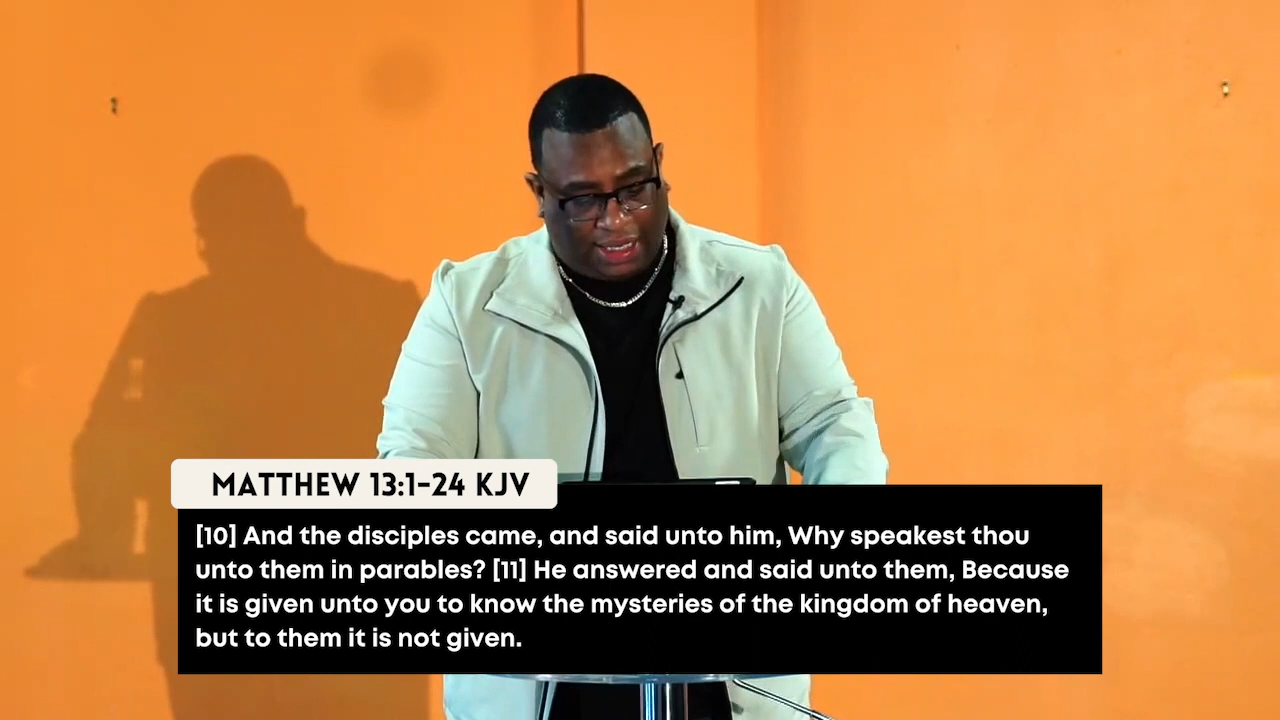 MATTHEW 13:1-24 KJV
[10] And the disciples came, and said unto him, Why speakest thou
unto them in parables? [11] He answered and said unto them, Because
it is given unto you to know the mysteries of the kingdom of heaven,
but to them it is not given.